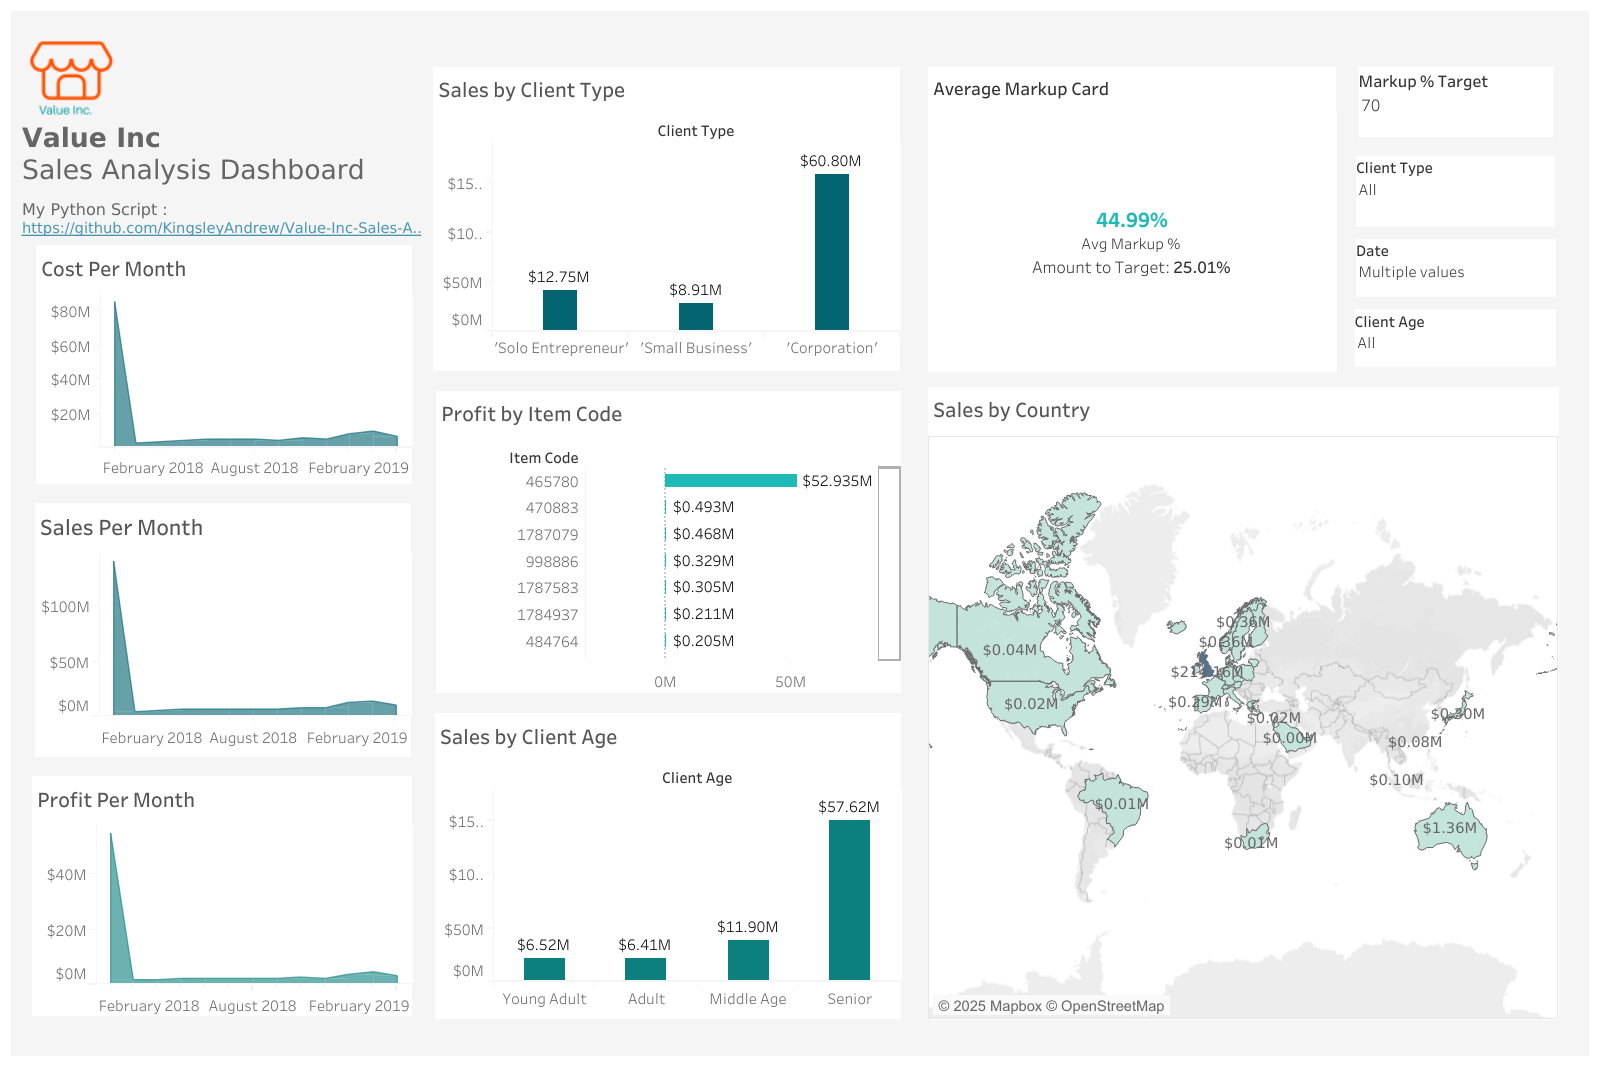 Value Inc.
Value Inc
Sales Analysis Dashboard
My Python Script :
https://github.com/KingsleyAndrew/Value-Inc-Sales-A..
Cost Per Month
$80M
$60M
$40M
$20M
February 2018 August 2018 February 2019
Sales Per Month
$100M
$50M
$0M
February 2018 August 2018 February 2019
Profit Per Month
$40M
$20M
$0M
February 2018 August 2018 February 2019
Sales by Client Type
Client Type
$60.80M
$15..
$10..
$12.75M
$50M
$8.91M
$0M
'Solo Entrepreneur' 'Small Business' 'Corporation'
Profit by Item Code
Item Code
465780 $52.935M
470883 $0.493M
1787079 $0.468M
998886 $0.329M
1787583 $0.305M
1784937 $0.211M
484764 $0.205M
0M 50M
Sales by Client Age
Client Age
$57.62M
$15..
$10..
$50M
$11.90M
$6.52M $6.41M
$0M
Young Adult Adult Middle Age Senior
Average Markup Card
44.99%
Avg Markup %
Amount to Target: 25.01%
Markup % Target
70
Client Type
All
Date
Multiple values
Client Age
All
Sales by Country
$0.36M
$0.36M
$0.04M
$0.29M
$0.02M
$0.02M
$0.30M
$0.00M
$0.08M
$0.10M
$0.01M
$1.36M
$0.01M
© 2025 Mapbox © OpenStreetMap